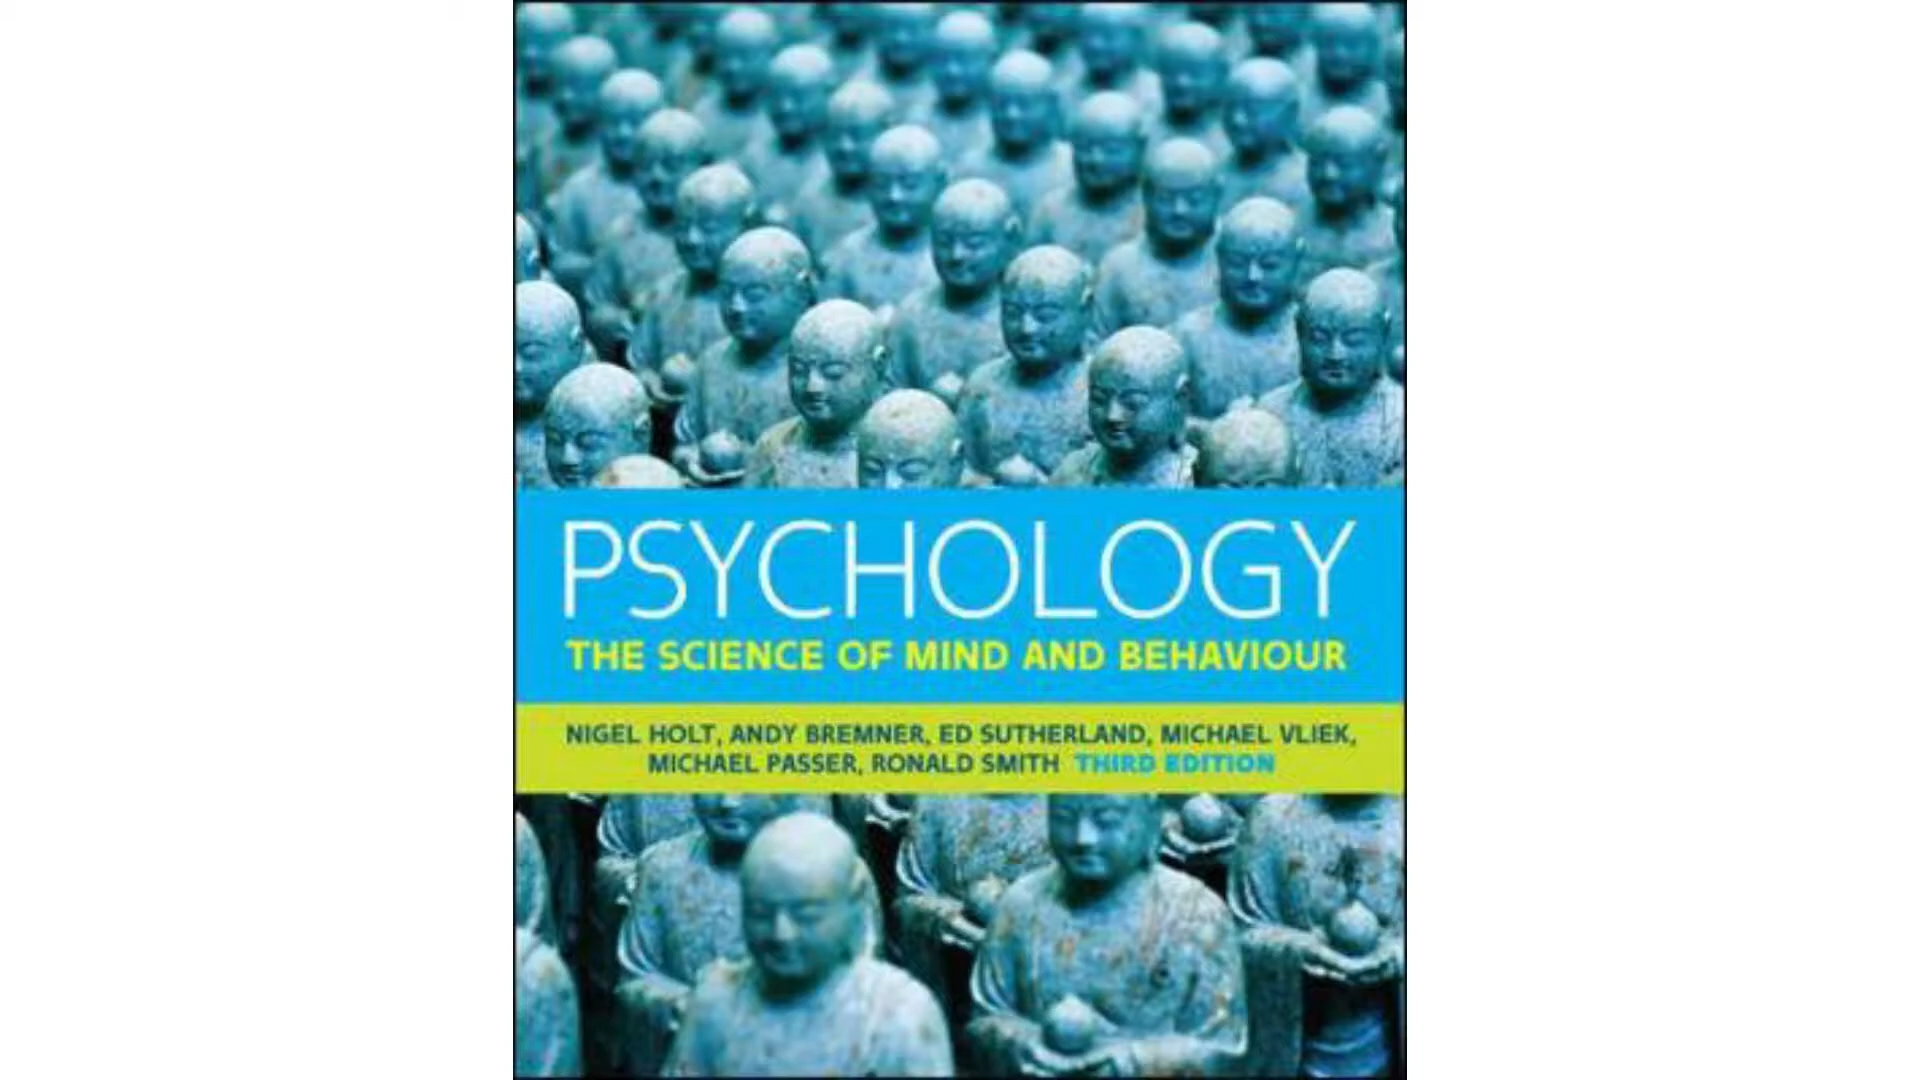 PSYCHOLOGY
THE SCIENCE OF MIND AND BEHAVIOUR
NIGEL HOLT, ANDY BREMNER, ED SUTHERLAND, MICHAEL VLIEK,
MICHAEL PASSER, RONALD SMITH THIRD EDITION